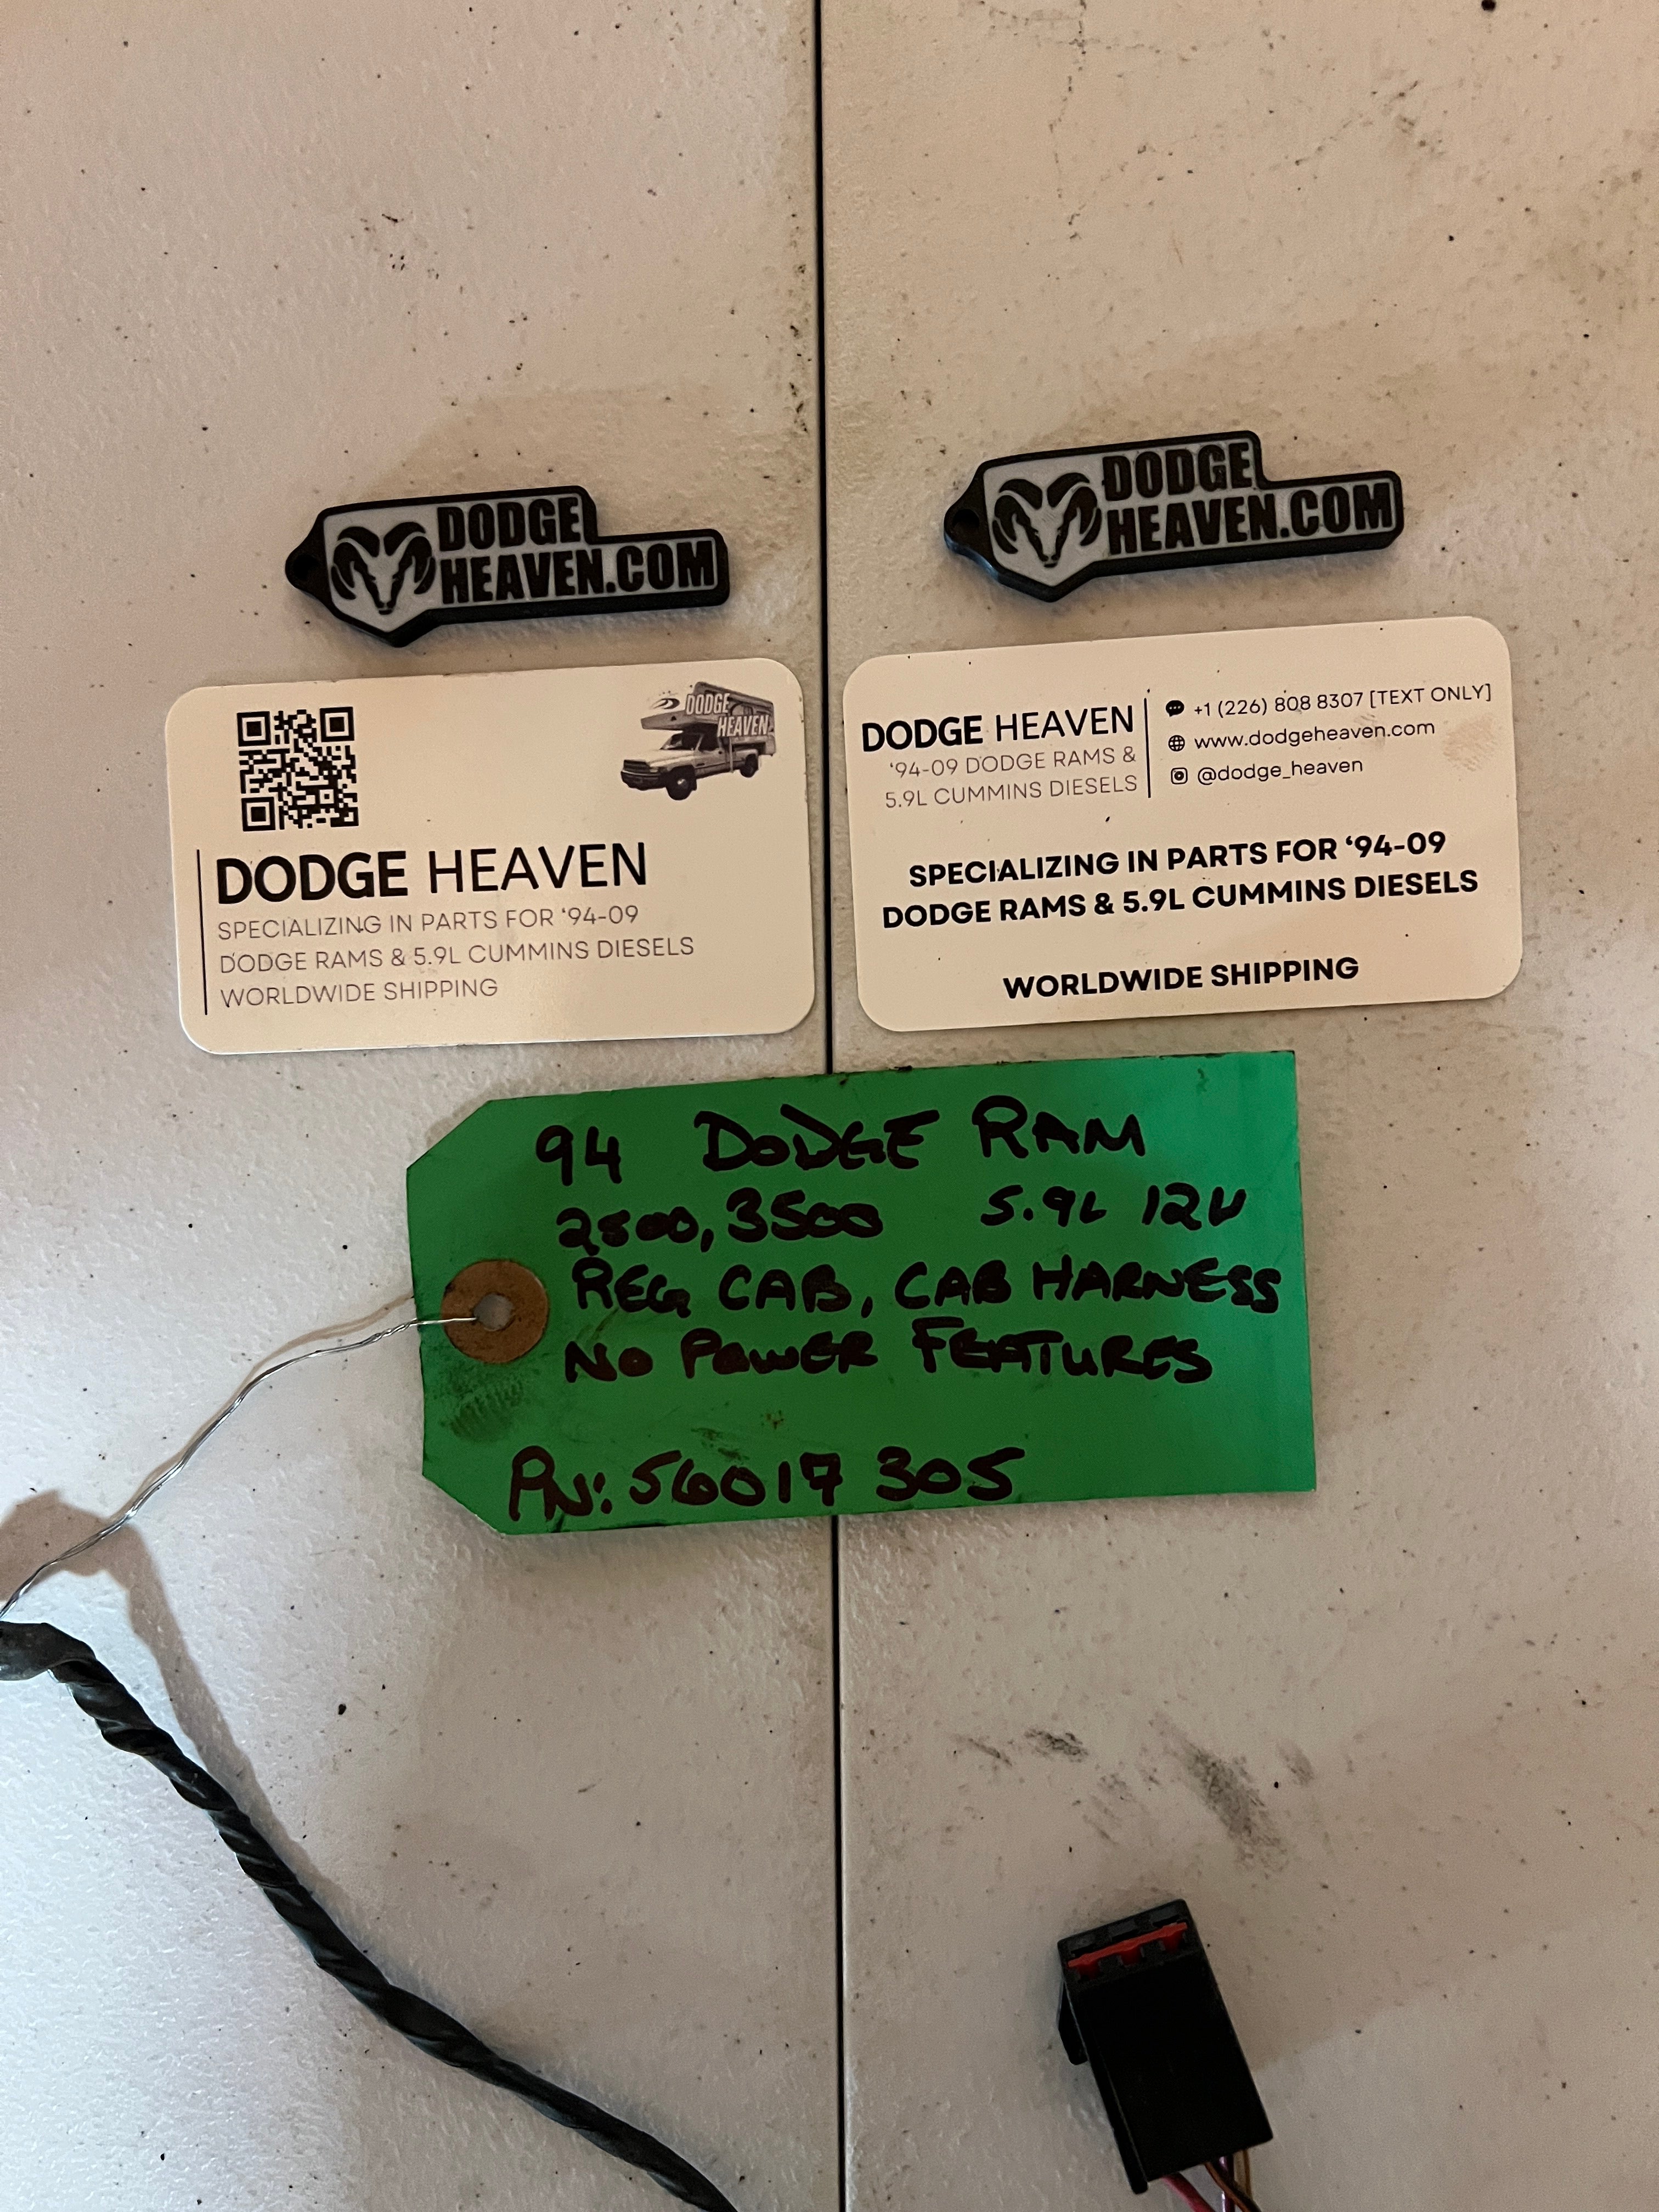 DODGE
HEAVEN.COM
DODGE
HEAVEN.COM
DODGE
HEAVEN
DODGE HEAVEN
SPECIALIZING IN PARTS FOR ‘94-09
DODGE RAMS & 5.9L CUMMINS DIESELS
WORLDWIDE SHIPPING
DODGE HEAVEN
‘94-09 DODGE RAMS &
5.9L CUMMINS DIESELS
+1 (226) 808 8307 [TEXT ONLY]
www.dodgeheaven.com
@dodge_heaven
SPECIALIZING IN PARTS FOR ‘94-09
DODGE RAMS & 5.9L CUMMINS DIESELS
WORLDWIDE SHIPPING
94 DODGE RAM
2500, 3500 5.9L 12V
REG CAB, CAB HARNESS
NO POWER FEATURES
PN: 56017 305